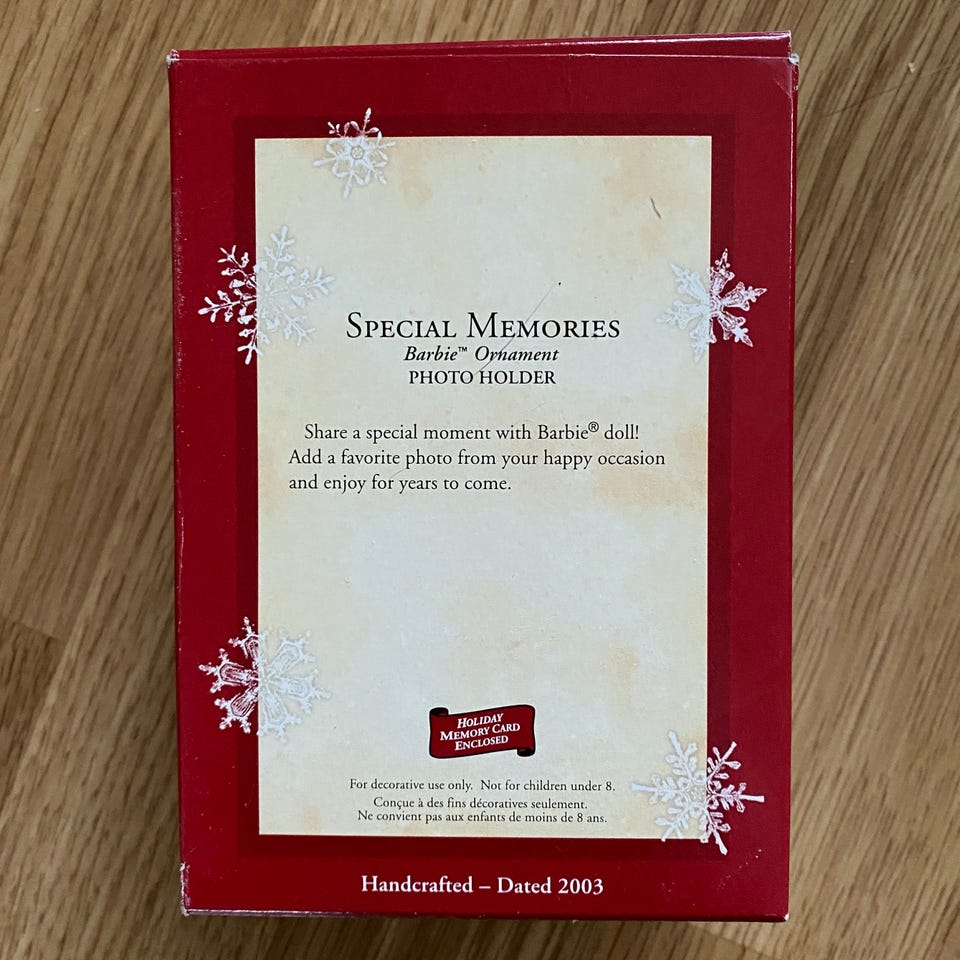 SPECIAL MEMORIES
Barbie™ Ornament
PHOTO HOLDER
Share a special moment with Barbie® doll!
Add a favorite photo from your happy occasion
and enjoy for years to come.
HOLIDAY
MEMORY CARD
ENCLOSED
For decorative use only. Not for children under 8.
Conçue à des fins décoratives seulement.
Ne convient pas aux enfants de moins de 8 ans.
Handcrafted – Dated 2003